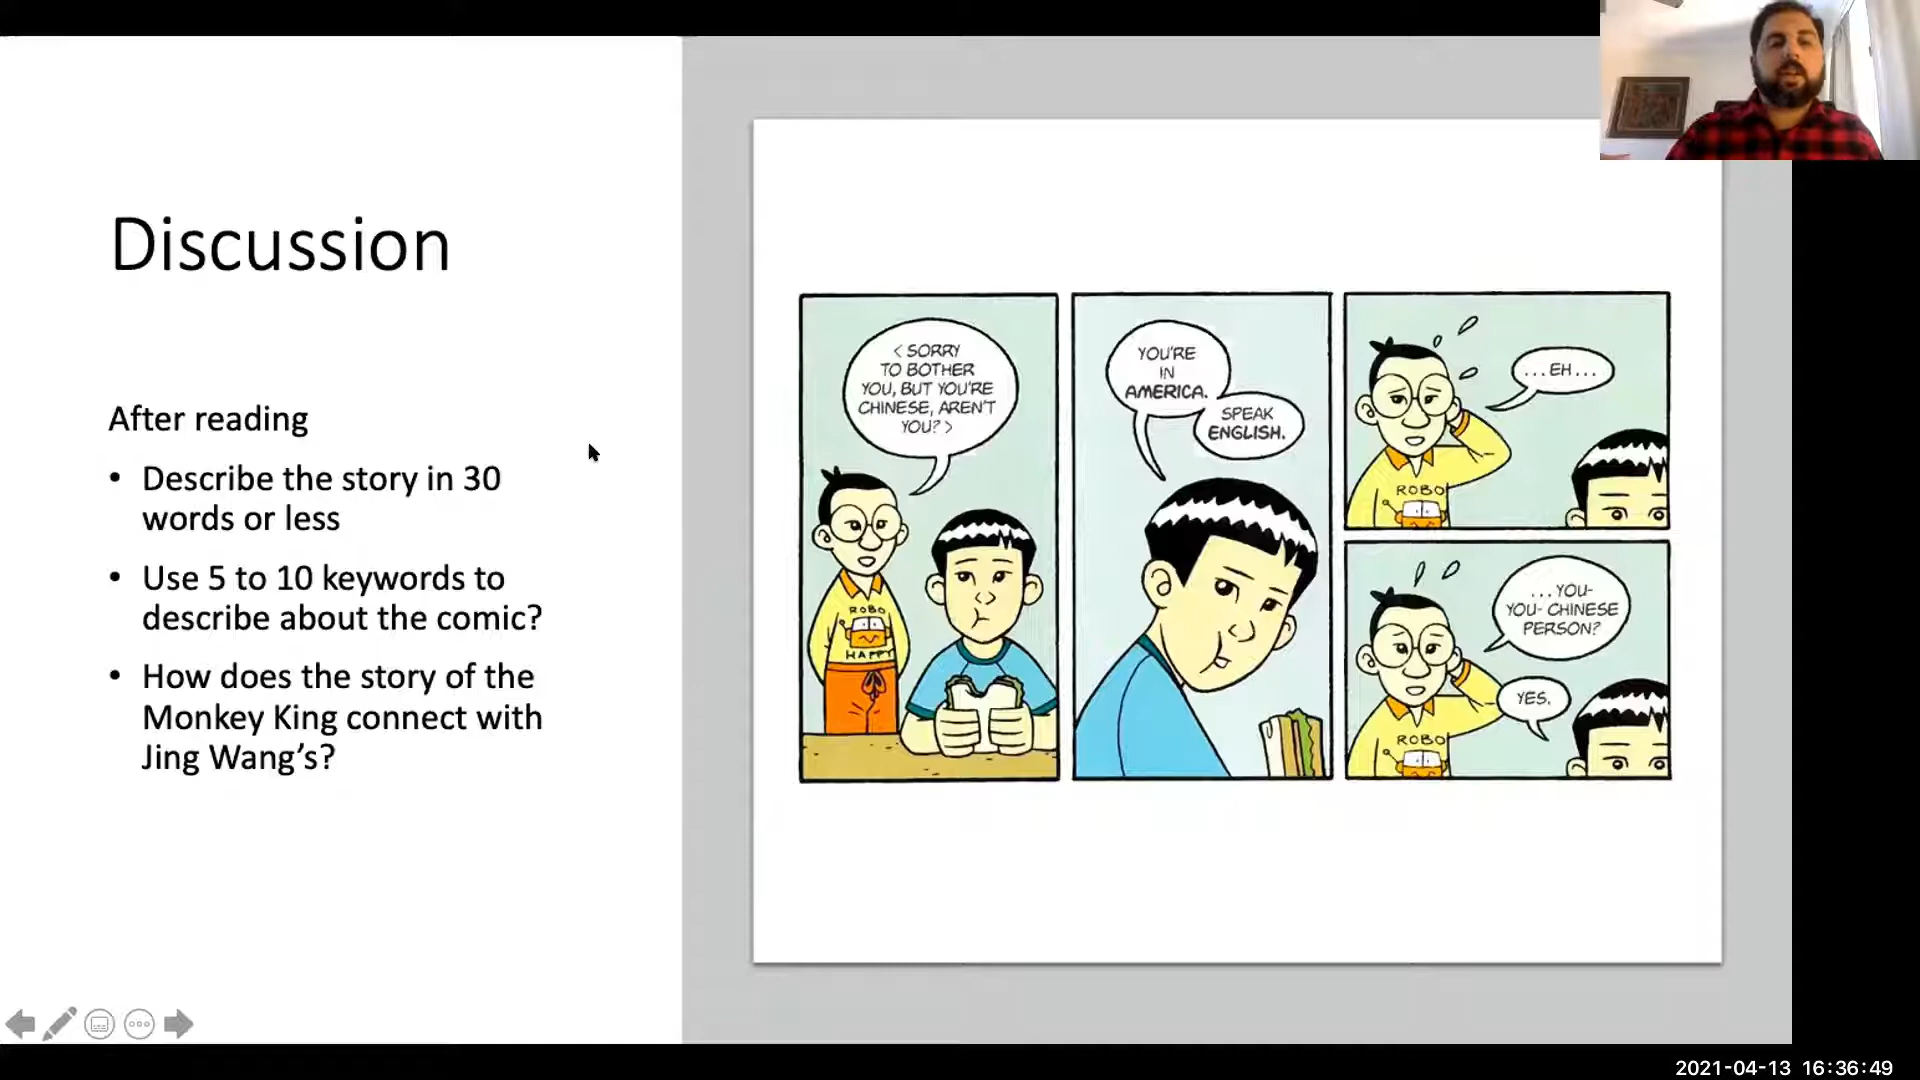 Discussion
After reading
• Describe the story in 30
words or less
• Use 5 to 10 keywords to
describe about the comic?
• How does the story of the
Monkey King connect with
Jing Wang’s?
< SORRY
TO BOTHER
YOU, BUT YOU'RE
CHINESE, AREN'T
YOU? >
ROBO
HAPPY
YOU'RE
IN
AMERICA.
SPEAK
ENGLISH.
...EH...
ROBO
...YOU-
YOU- CHINESE
PERSON?
YES.
ROBO
2021-04-13 16:36:49